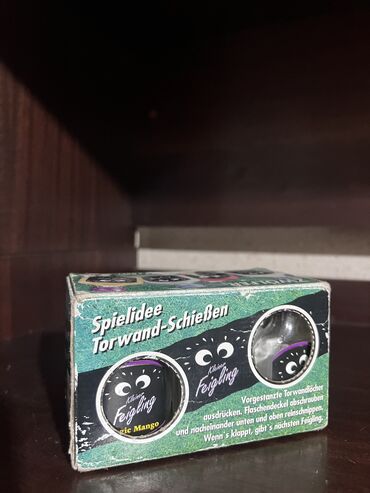 Spielidee
Torwand-Schießen
Kleiner
Feigling
Kleiner
Feigling
gic Mango
Feigling
Vorgestanzte Torwandlöcher
ausdrücken. Flaschendeckel abschrauben
und nacheinander unten und oben reinschnippen.
Wenn's klappt, gibt's nächsten Feigling.